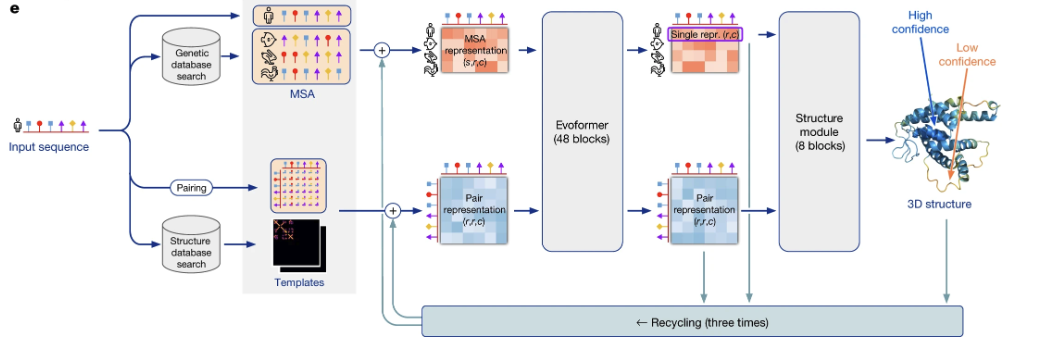 e
Genetic
database
search
MSA
Input sequence
Pairing
Structure
database
search
Templates
MSA
representation
(s,r,c)
Pair
representation
(r,r,c)
Evoformer
(48 blocks)
Single repr. (r,c)
Pair
representation
(r,r,c)
Structure
module
(8 blocks)
High
confidence
Low
confidence
3D structure
← Recycling (three times)